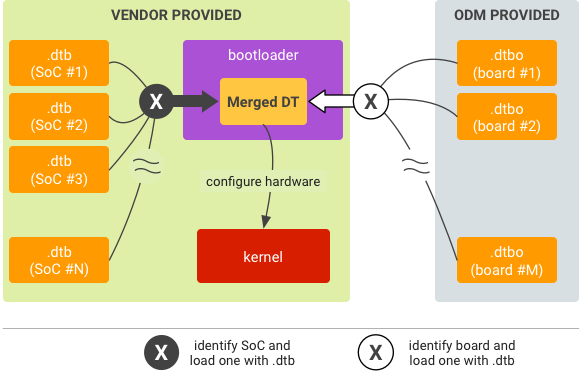 VENDOR PROVIDED
ODM PROVIDED
.dtb
(SoC #1)
.dtb
(SoC #2)
.dtb
(SoC #3)
.dtb
(SoC #N)
X
bootloader
Merged DT
configure hardware
kernel
X
.dtbo
(board #1)
.dtbo
(board #2)
.dtbo
(board #M)
X
identify SoC and
load one with .dtb
X
identify board and
load one with .dtb